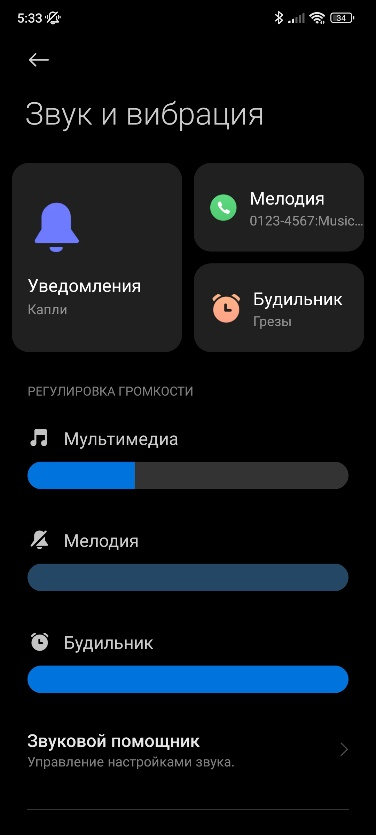 5:33
34
Звук и вибрация
Уведомления
Капли
Мелодия
0123-4567:Music...
Будильник
Грезы
РЕГУЛИРОВКА ГРОМКОСТИ
Мультимедиа
Мелодия
Будильник
Звуковой помощник
Управление настройками звука.